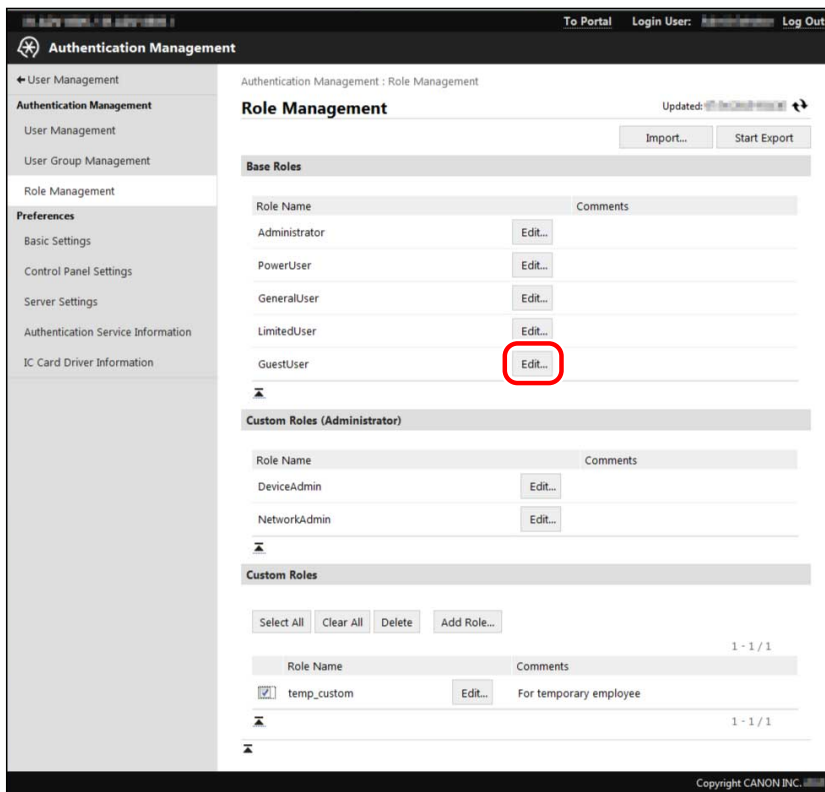 To Portal Login User: Log Out
Authentication Management
User Management
Authentication Management
User Management
User Group Management
Role Management
Preferences
Basic Settings
Control Panel Settings
Server Settings
Authentication Service Information
IC Card Driver Information
Authentication Management : Role Management
Role Management Updated:
Import... Start Export
Base Roles
Role Name Comments
Administrator Edit...
PowerUser Edit...
GeneralUser Edit...
LimitedUser Edit...
GuestUser Edit...
Custom Roles (Administrator)
Role Name Comments
DeviceAdmin Edit...
NetworkAdmin Edit...
Custom Roles
Select All Clear All Delete Add Role...
1 - 1 / 1
Role Name Comments
temp_custom Edit... For temporary employee
1 - 1 / 1
Copyright CANON INC.